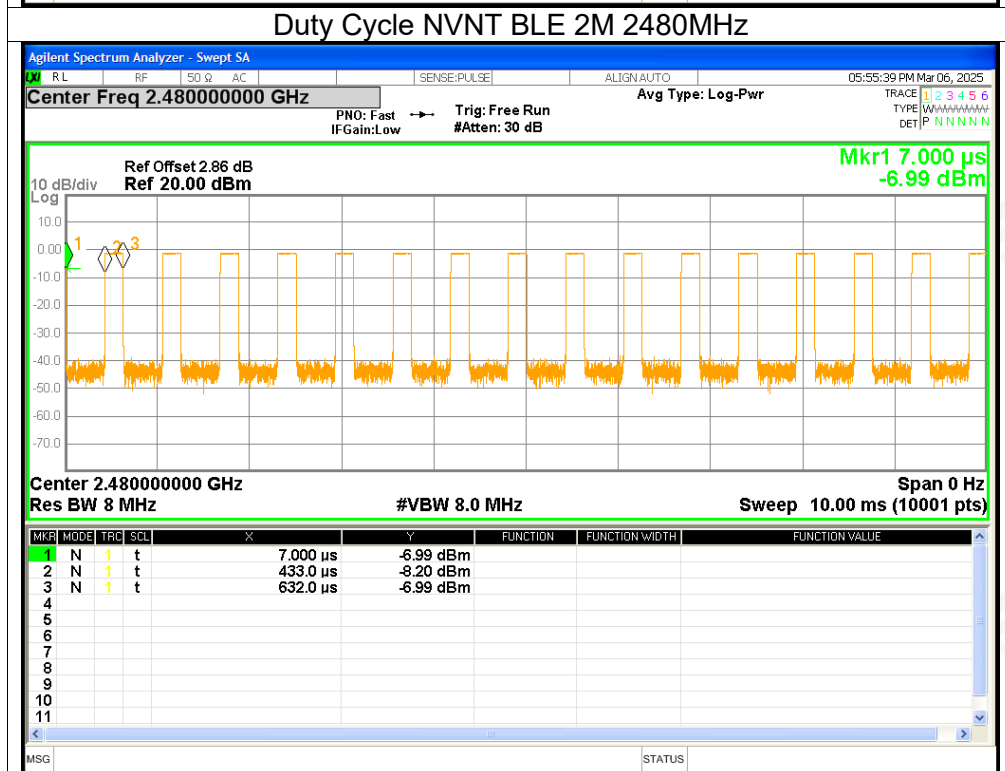 Duty Cycle NVNT BLE 2M 2480MHz
Agilent Spectrum Analyzer - Swept SA
LXI RL RF 50 Ω AC SENSE:PULSE ALIGN AUTO 05:55:39 PM Mar 06, 2025
Center Freq 2.480000000 GHz Avg Type: Log-Pwr TRACE 1 2 3 4 5 6
PNO: Fast Trig: Free Run TYPE WWWWWWW
IFGain:Low #Atten: 30 dB DET P N N N N N
Mkr1 7.000 µs
Ref Offset 2.86 dB
10 dB/div Ref 20.00 dBm -6.99 dBm
Log
10.0
0.00 1 2 3
-10.0
-20.0
-30.0
-40.0
-50.0
-60.0
-70.0
Center 2.480000000 GHz Span 0 Hz
Res BW 8 MHz #VBW 8.0 MHz Sweep 10.00 ms (10001 pts)
MKR MODE TRC SCL X Y FUNCTION FUNCTION WIDTH FUNCTION VALUE
1 N 1 t 7.000 µs -6.99 dBm
2 N 1 t 433.0 µs -8.20 dBm
3 N 1 t 632.0 µs -6.99 dBm
4
5
6
7
8
9
10
11
MSG STATUS